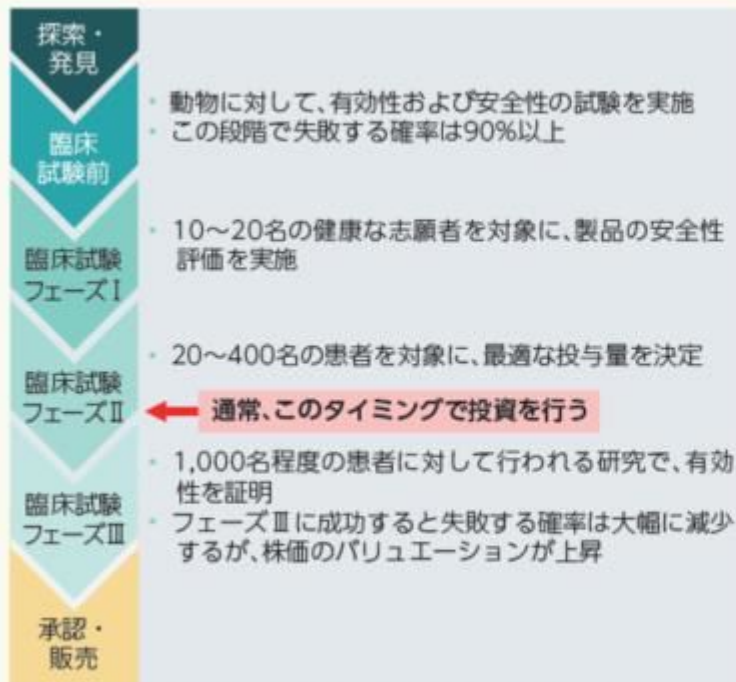 探索・
発見
・動物に対して、有効性および安全性の試験を実施
・この段階で失敗する確率は90%以上
臨床
試験前
・10〜20名の健康な志願者を対象に、製品の安全性
評価を実施
臨床試験
フェーズⅠ
・20〜400名の患者を対象に、最適な投与量を決定
臨床試験
フェーズⅡ
通常、このタイミングで投資を行う
・1,000名程度の患者に対して行われる研究で、有効
性を証明
・フェーズⅢに成功すると失敗する確率は大幅に減少
するが、株価のバリュエーションが上昇
臨床試験
フェーズⅢ
承認・
販売